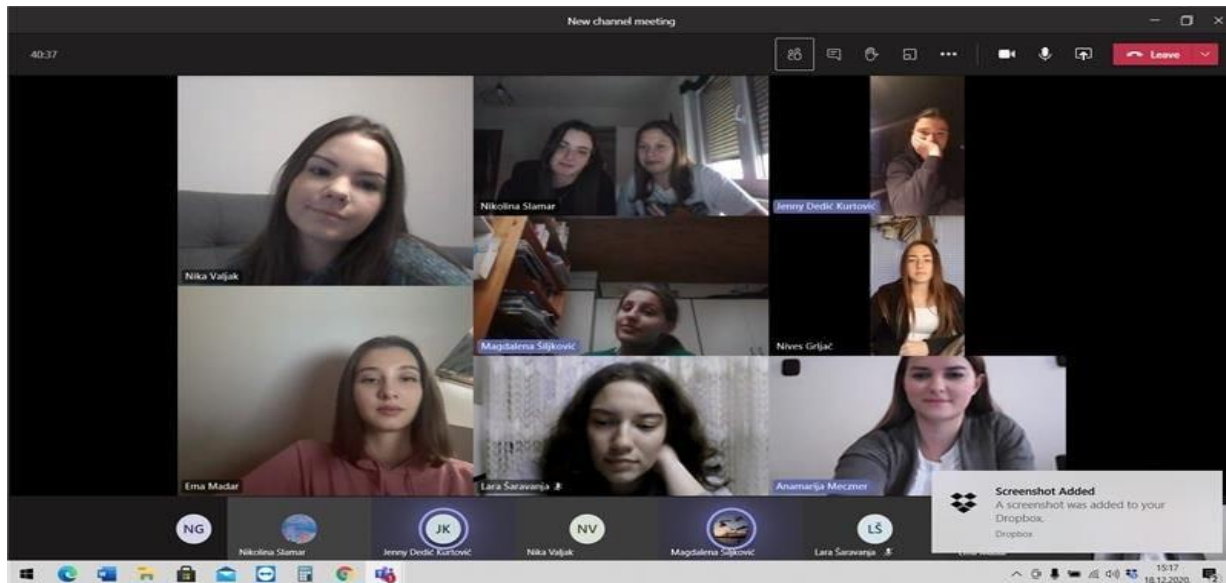 New channel meeting
40:37
Leave
Nika Valjak
Nikolina Slamar
Jenny Dedić Kurtović
Magdalena Šiljković
Nives Grljač
Ema Madar
Lara Šaravanja
Anamarija Meczner
NG
Nikolina Slamar
JK
Jenny Dedić Kurtović
NV
Nika Valjak
Magdalena Šiljković
LŠ
Lara Šaravanja
Screenshot Added
A screenshot was added to your
Dropbox.
Dropbox
15:17
18.12.2020.